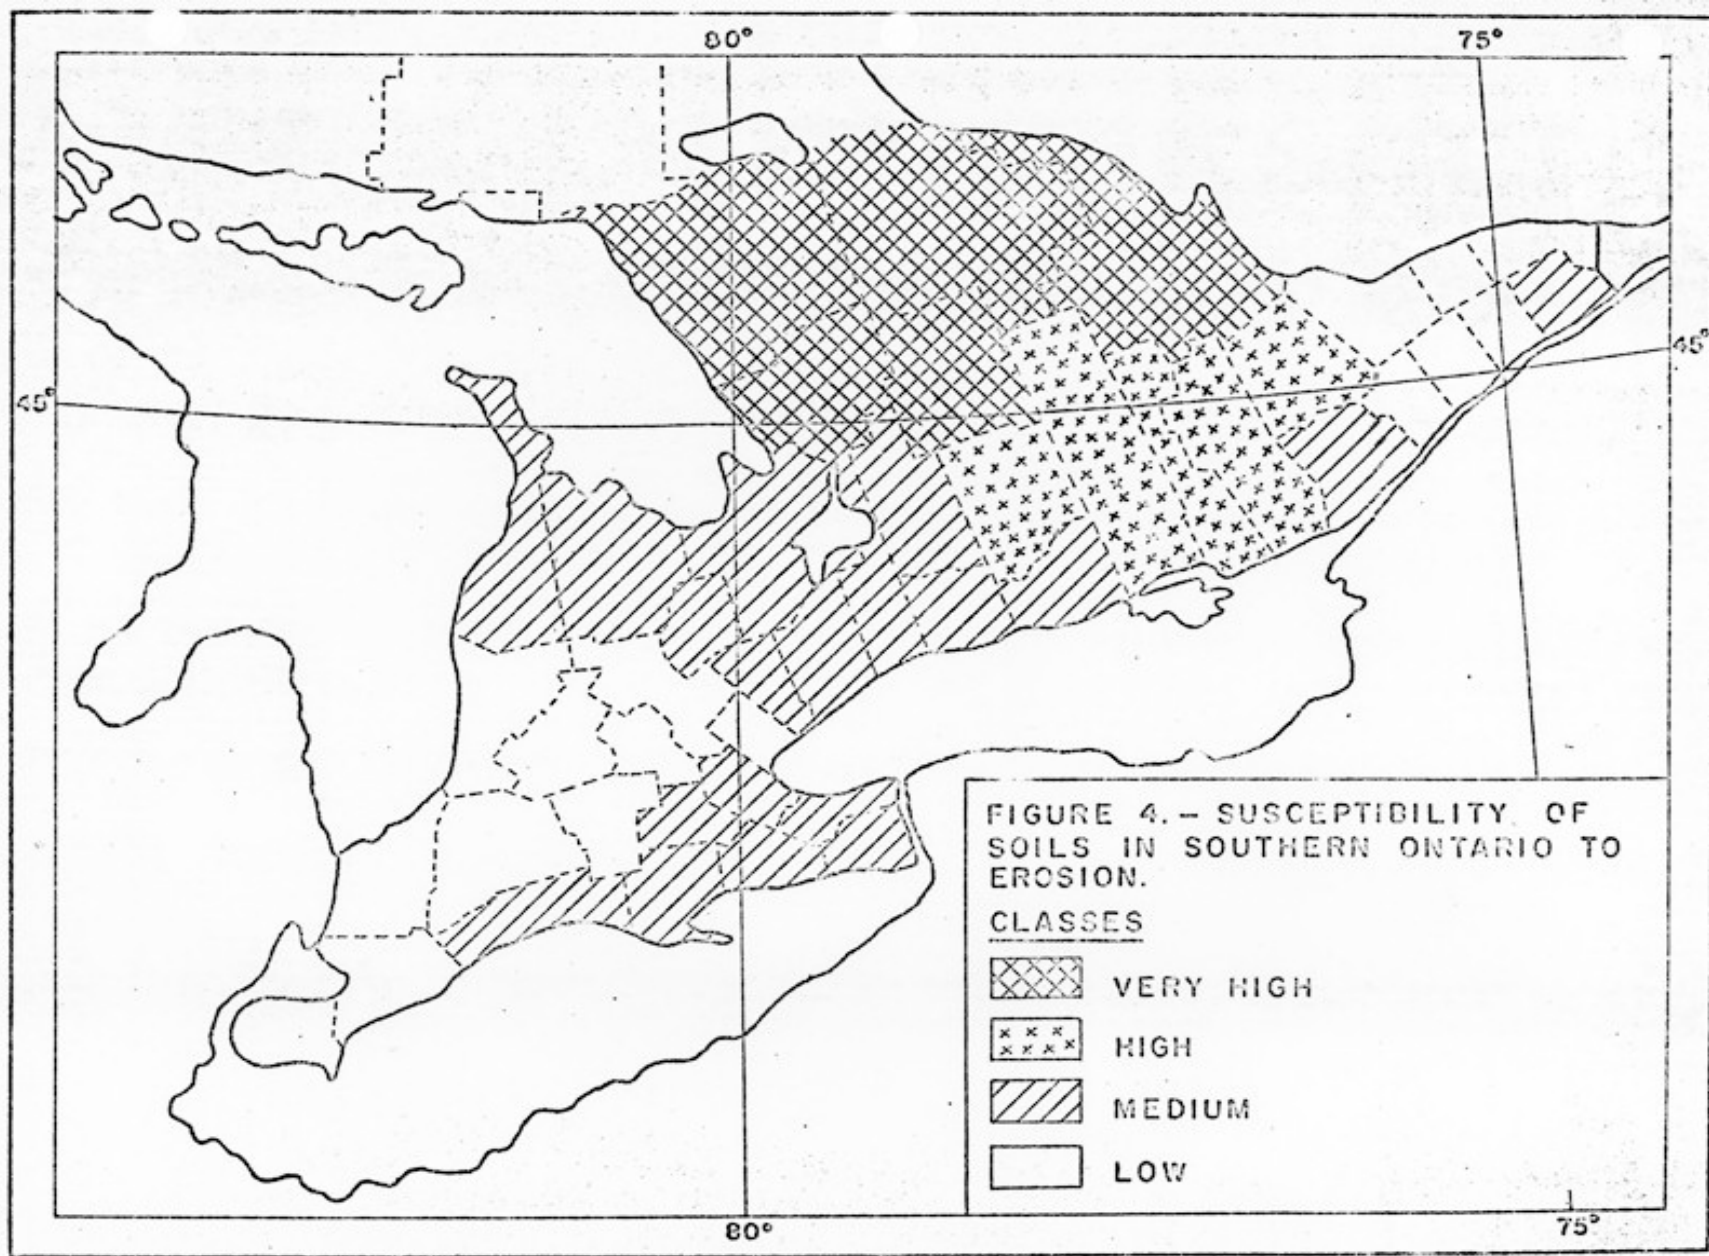 80° 75°
45°
45°
FIGURE 4. – SUSCEPTIBILITY OF
SOILS IN SOUTHERN ONTARIO TO
EROSION.
CLASSES
VERY HIGH
HIGH
MEDIUM
LOW
80° 75°